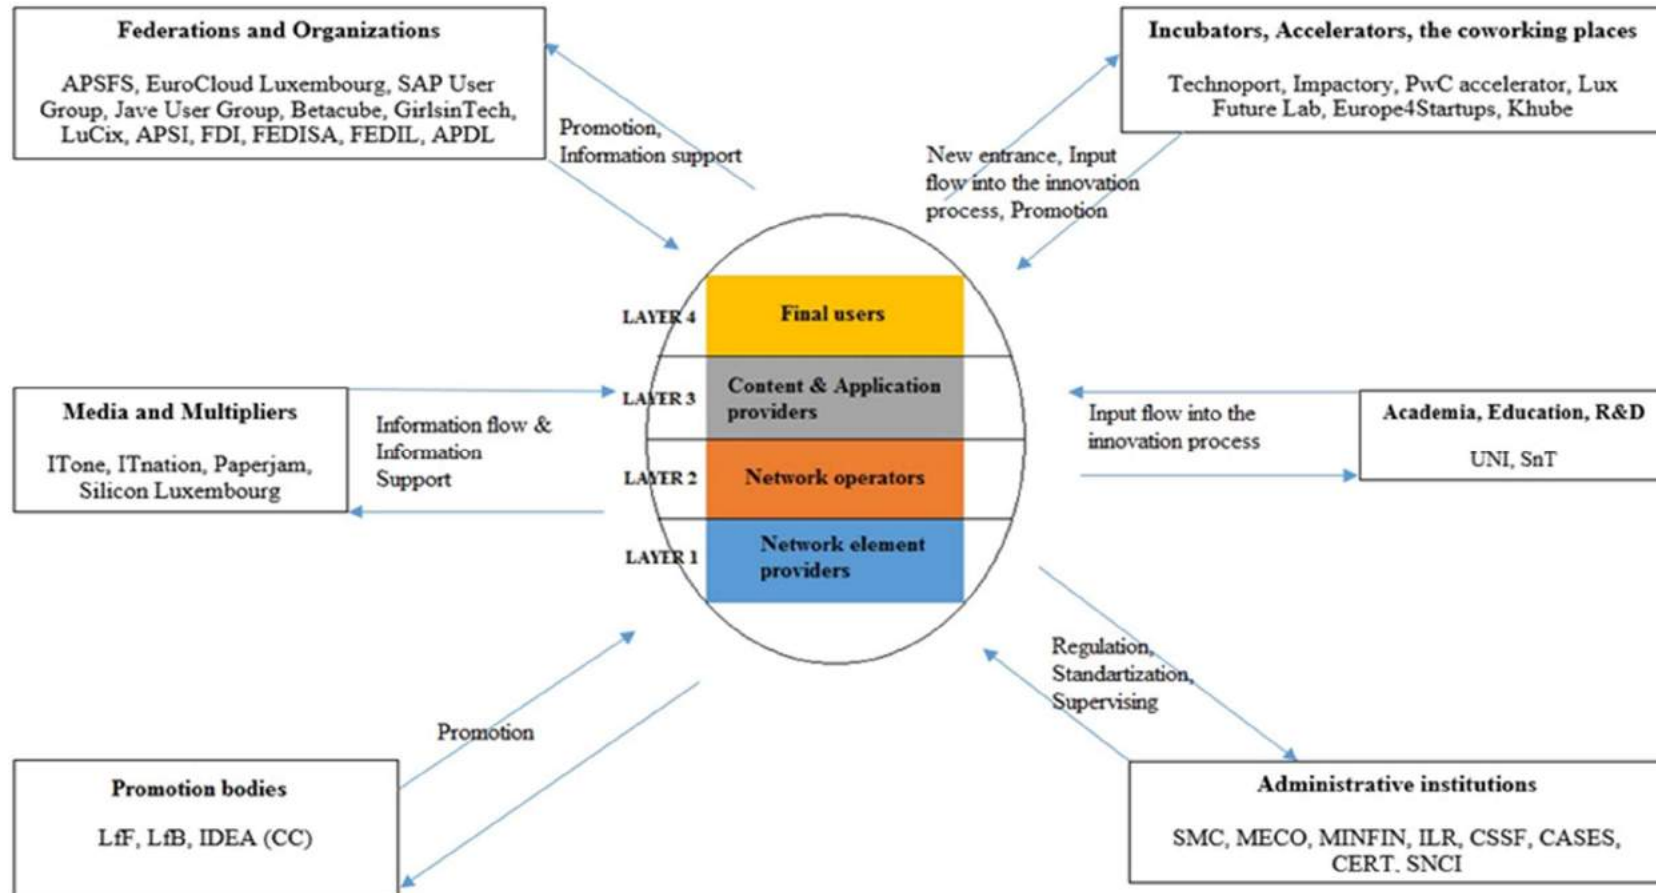 Federations and Organizations
APSFS, EuroCloud Luxembourg, SAP User
Group, Jave User Group, Betacube, GirlsinTech,
LuCix, APSI, FDI, FEDISA, FEDIL, APDL
Incubators, Accelerators, the coworking places
Technoport, Impactory, PwC accelerator, Lux
Future Lab, Europe4Startups, Khube
Promotion,
Information support
New entrance, Input
flow into the innovation
process, Promotion
LAYER 4
Final users
LAYER 3
Content & Application
providers
LAYER 2
Network operators
LAYER 1
Network element
providers
Media and Multipliers
ITone, ITnation, Paperjam,
Silicon Luxembourg
Information flow &
Information
Support
Input flow into the
innovation process
Academia, Education, R&D
UNI, SnT
Regulation,
Standartization,
Supervising
Promotion
Promotion bodies
LfF, LfB, IDEA (CC)
Administrative institutions
SMC, MECO, MINFIN, ILR, CSSF, CASES,
CERT. SNCI